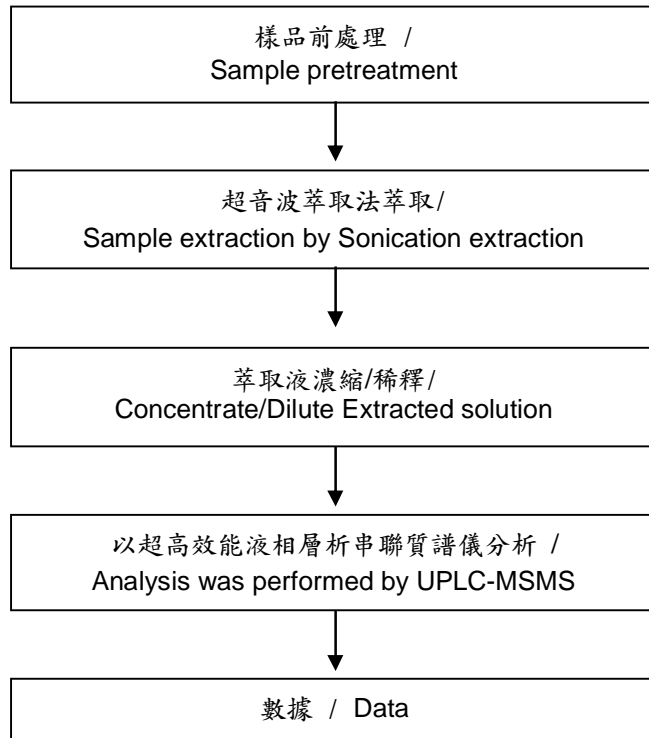 樣品前處理 /
Sample pretreatment
超音波萃取法萃取/
Sample extraction by Sonication extraction
萃取液濃縮/稀釋/
Concentrate/Dilute Extracted solution
以超高效能液相層析串聯質譜儀分析 /
Analysis was performed by UPLC-MSMS
數據 / Data